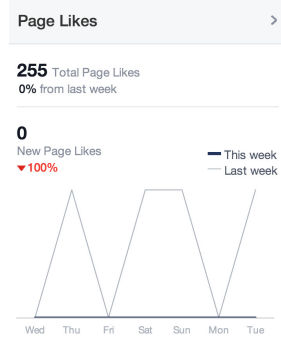 Page Likes
255 Total Page Likes
0% from last week
0
New Page Likes
100%
This week
Last week
Wed Thu Fri Sat Sun Mon Tue